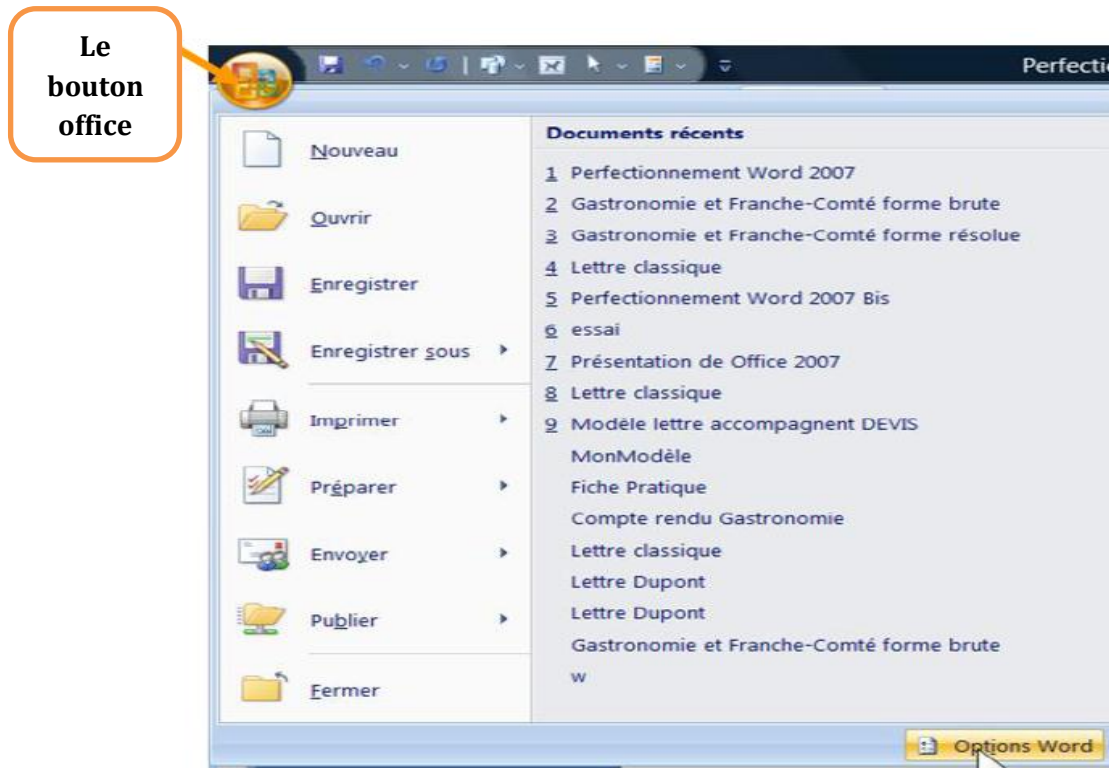 Le
bouton
office
Perfectio
Nouveau
Ouvrir
Enregistrer
Enregistrer sous
Imprimer
Préparer
Envoyer
Publier
Fermer
Documents récents
1 Perfectionnement Word 2007
2 Gastronomie et Franche-Comté forme brute
3 Gastronomie et Franche-Comté forme résolue
4 Lettre classique
5 Perfectionnement Word 2007 Bis
6 essai
7 Présentation de Office 2007
8 Lettre classique
9 Modèle lettre accompagnent DEVIS
MonModèle
Fiche Pratique
Compte rendu Gastronomie
Lettre classique
Lettre Dupont
Lettre Dupont
Gastronomie et Franche-Comté forme brute
w
Options Word